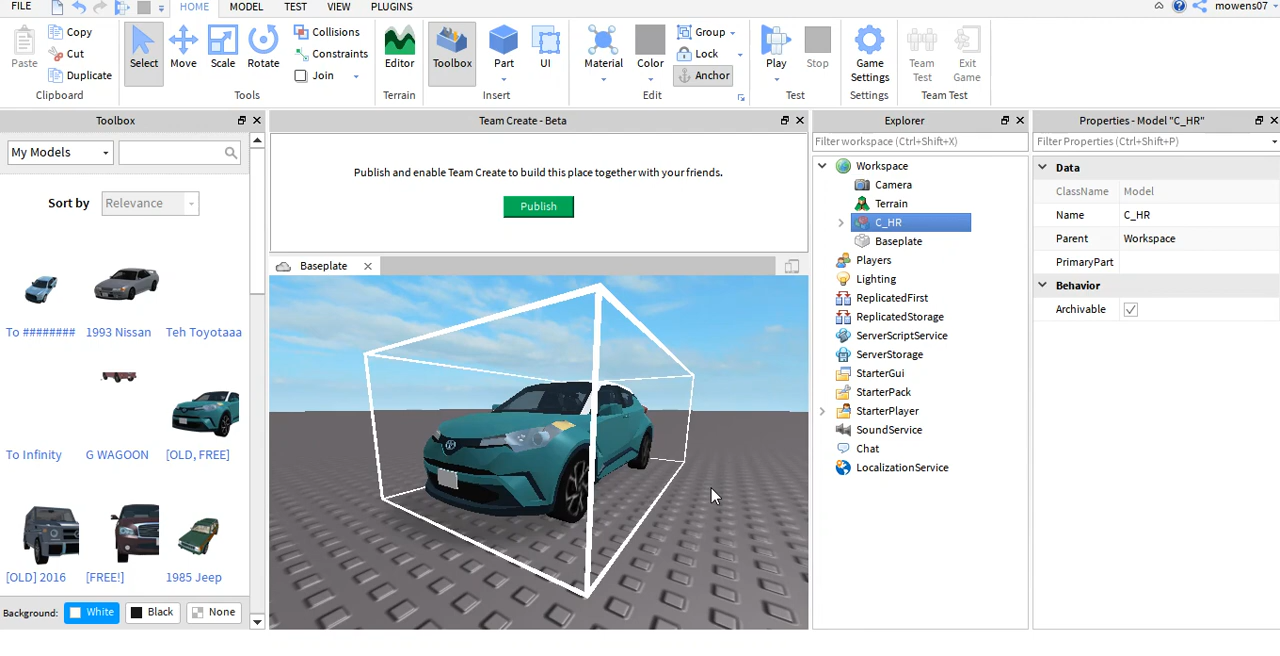 FILE HOME MODEL TEST VIEW PLUGINS mowens07
Paste Copy Cut Duplicate Clipboard
Select Move Scale Rotate Collisions Constraints Join Tools
Editor Terrain
Toolbox Part UI Insert
Material Color Group Lock Anchor Edit
Play Stop Test
Game Settings Settings
Team Test Exit Game Team Test
Toolbox
My Models
Sort by Relevance
To ######## 1993 Nissan Teh Toyotaaa
To Infinity G WAGOON [OLD, FREE]
[OLD] 2016 [FREE!] 1985 Jeep
Background: White Black None
Team Create - Beta
Publish and enable Team Create to build this place together with your friends.
Publish
Baseplate
Explorer
Filter workspace (Ctrl+Shift+X)
Workspace
Camera
Terrain
C_HR
Baseplate
Players
Lighting
ReplicatedFirst
ReplicatedStorage
ServerScriptService
ServerStorage
StarterGui
StarterPack
StarterPlayer
SoundService
Chat
LocalizationService
Properties - Model "C_HR"
Filter Properties (Ctrl+Shift+P)
Data
ClassName Model
Name C_HR
Parent Workspace
PrimaryPart
Behavior
Archivable